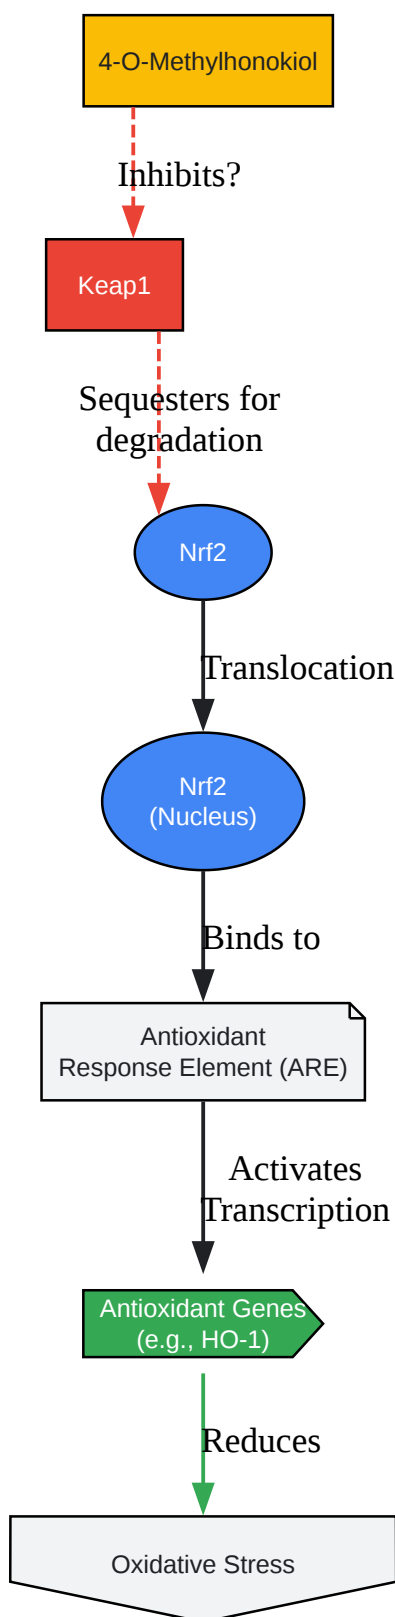 4-O-Methylhonokiol
Inhibits?
Keap1
Sequesters for
degradation
Nrf2
Translocation
Nrf2
(Nucleus)
Binds to
Antioxidant
Response Element (ARE)
Activates
Transcription
Antioxidant Genes
(e.g., HO-1)
Reduces
Oxidative Stress